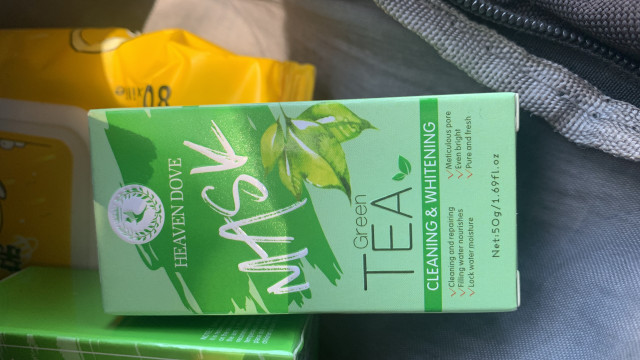 HEAVEN DOVE
MASK
Green
TEA
CLEANING & WHITENING
Cleaning and repairing
Filling water nourishes
Lock water moisture
Meticulous pore
Even bright
Pure and fresh
Net:50g/1.69fl.oz
80